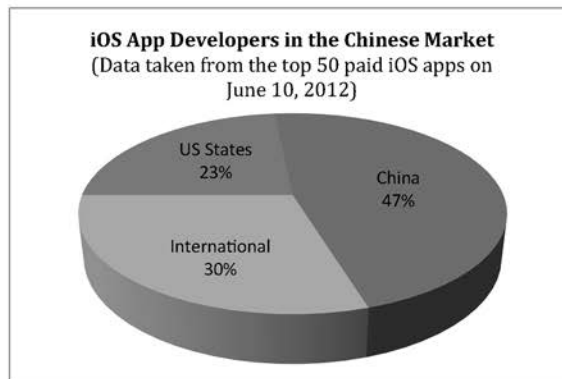 iOS App Developers in the Chinese Market
(Data taken from the top 50 paid iOS apps on
June 10, 2012)
US States
23%
China
47%
International
30%